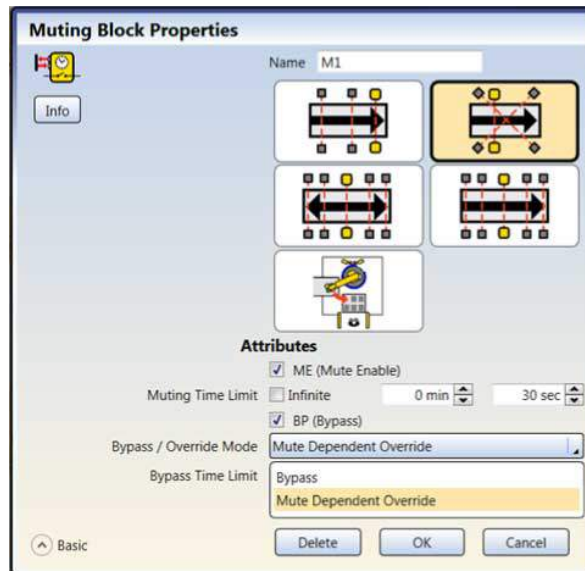 Muting Block Properties
Name M1
Info
Attributes
ME (Mute Enable)
Muting Time Limit Infinite 0 min 30 sec
BP (Bypass)
Bypass / Override Mode Mute Dependent Override
Bypass Time Limit Bypass
Mute Dependent Override
Basic Delete OK Cancel